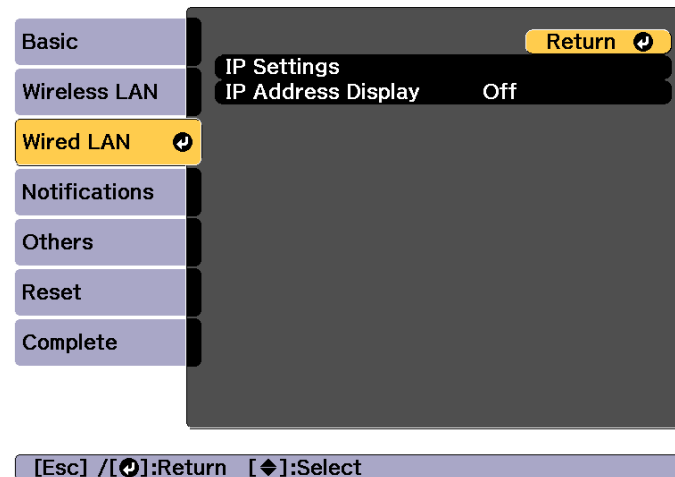 Basic
Wireless LAN
Wired LAN
Notifications
Others
Reset
Complete
Return
IP Settings
IP Address Display Off
[Esc] /[]:Return []:Select